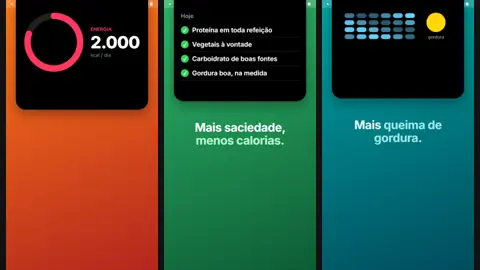 ENERGIA
2.000
kcal / dia
Hoje
Proteína em toda refeição
Vegetais à vontade
Carboidrato de boas fontes
Gordura boa, na medida
Mais saciedade,
menos calorias.
gordura
Mais queima de
gordura.